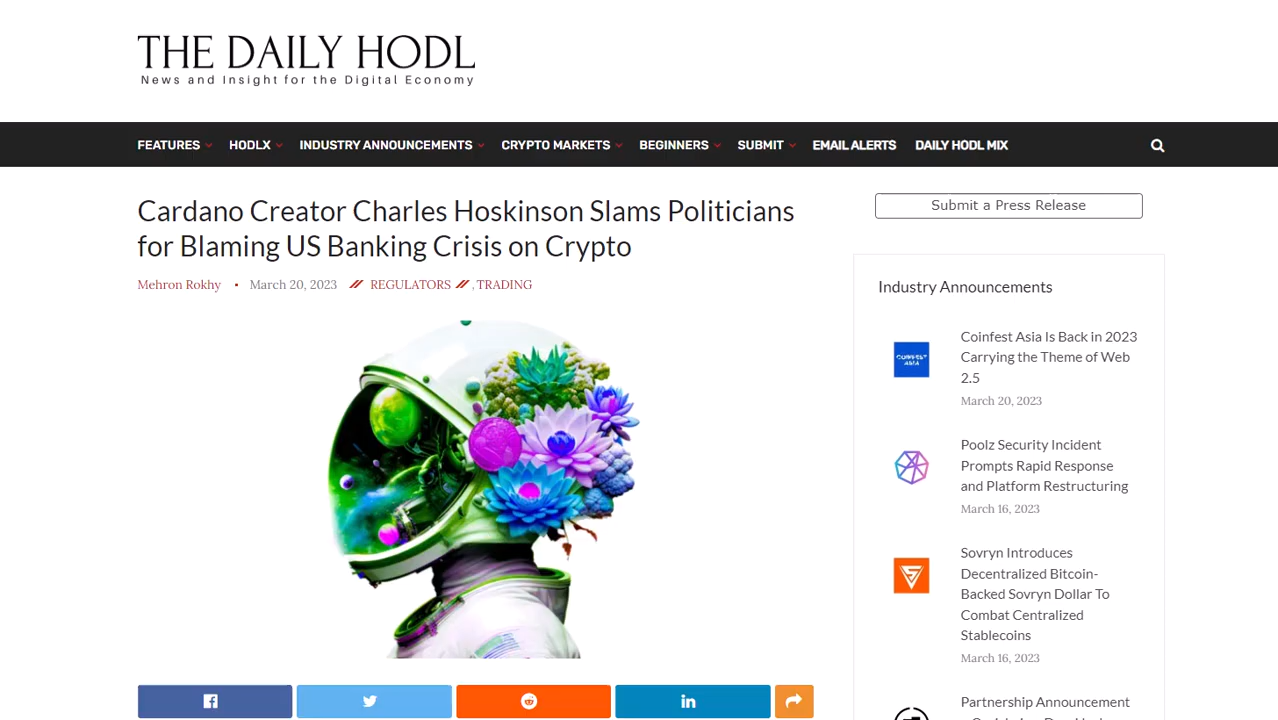 THE DAILY HODL
News and Insight for the Digital Economy
FEATURES HODLX INDUSTRY ANNOUNCEMENTS CRYPTO MARKETS BEGINNERS SUBMIT EMAIL ALERTS DAILY HODL MIX
Cardano Creator Charles Hoskinson Slams Politicians
for Blaming US Banking Crisis on Crypto
Mehron Rokhy • March 20, 2023 REGULATORS , TRADING
Submit a Press Release
Industry Announcements
COINFEST
ASIA
Coinfest Asia Is Back in 2023
Carrying the Theme of Web
2.5
March 20, 2023
Poolz Security Incident
Prompts Rapid Response
and Platform Restructuring
March 16, 2023
Sovryn Introduces
Decentralized Bitcoin-
Backed Sovryn Dollar To
Combat Centralized
Stablecoins
March 16, 2023
Partnership Announcement